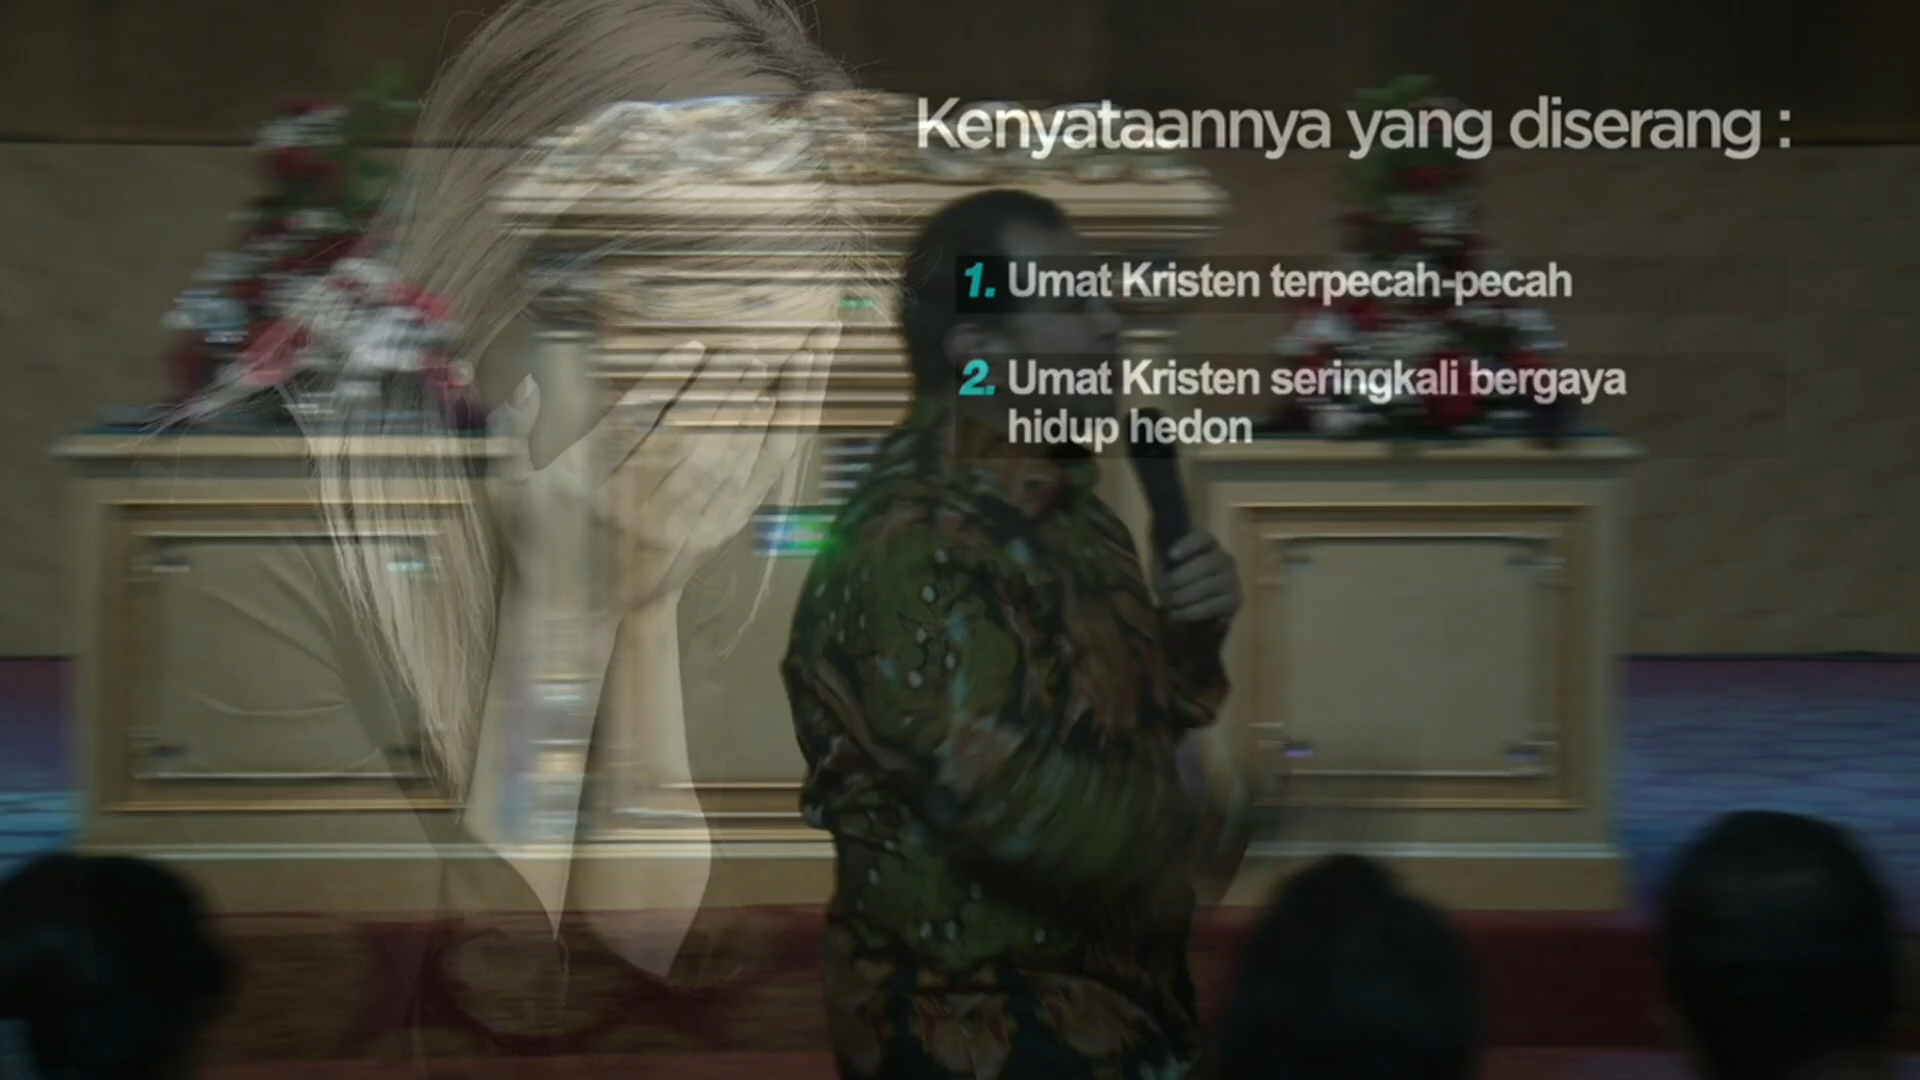 Kenyataannya yang diserang :
1. Umat Kristen terpecah-pecah
2. Umat Kristen seringkali bergaya
hidup hedon